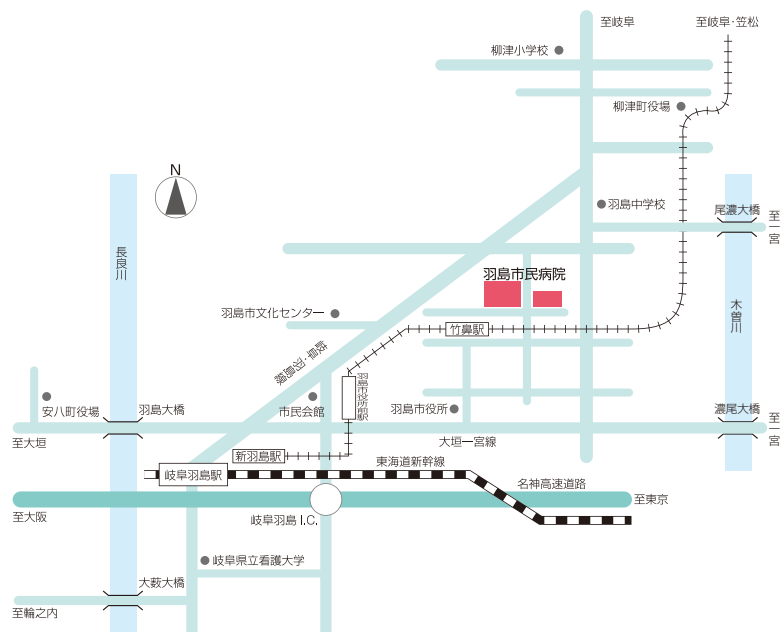 至岐阜
至岐阜・笠松
柳津小学校
柳津町役場
N
羽島中学校
尾濃大橋
至一宮
長良川
羽島市民病院
木曽川
羽島市文化センター
竹鼻駅
岐阜・羽島線
羽島市役所前駅
安八町役場
羽島大橋
市民会館
羽島市役所
濃尾大橋
至一宮
至大垣
大垣一宮線
新羽島駅
東海道新幹線
岐阜羽島駅
名神高速道路
至大阪
岐阜羽島I.C.
至東京
岐阜県立看護大学
大薮大橋
至輪之内